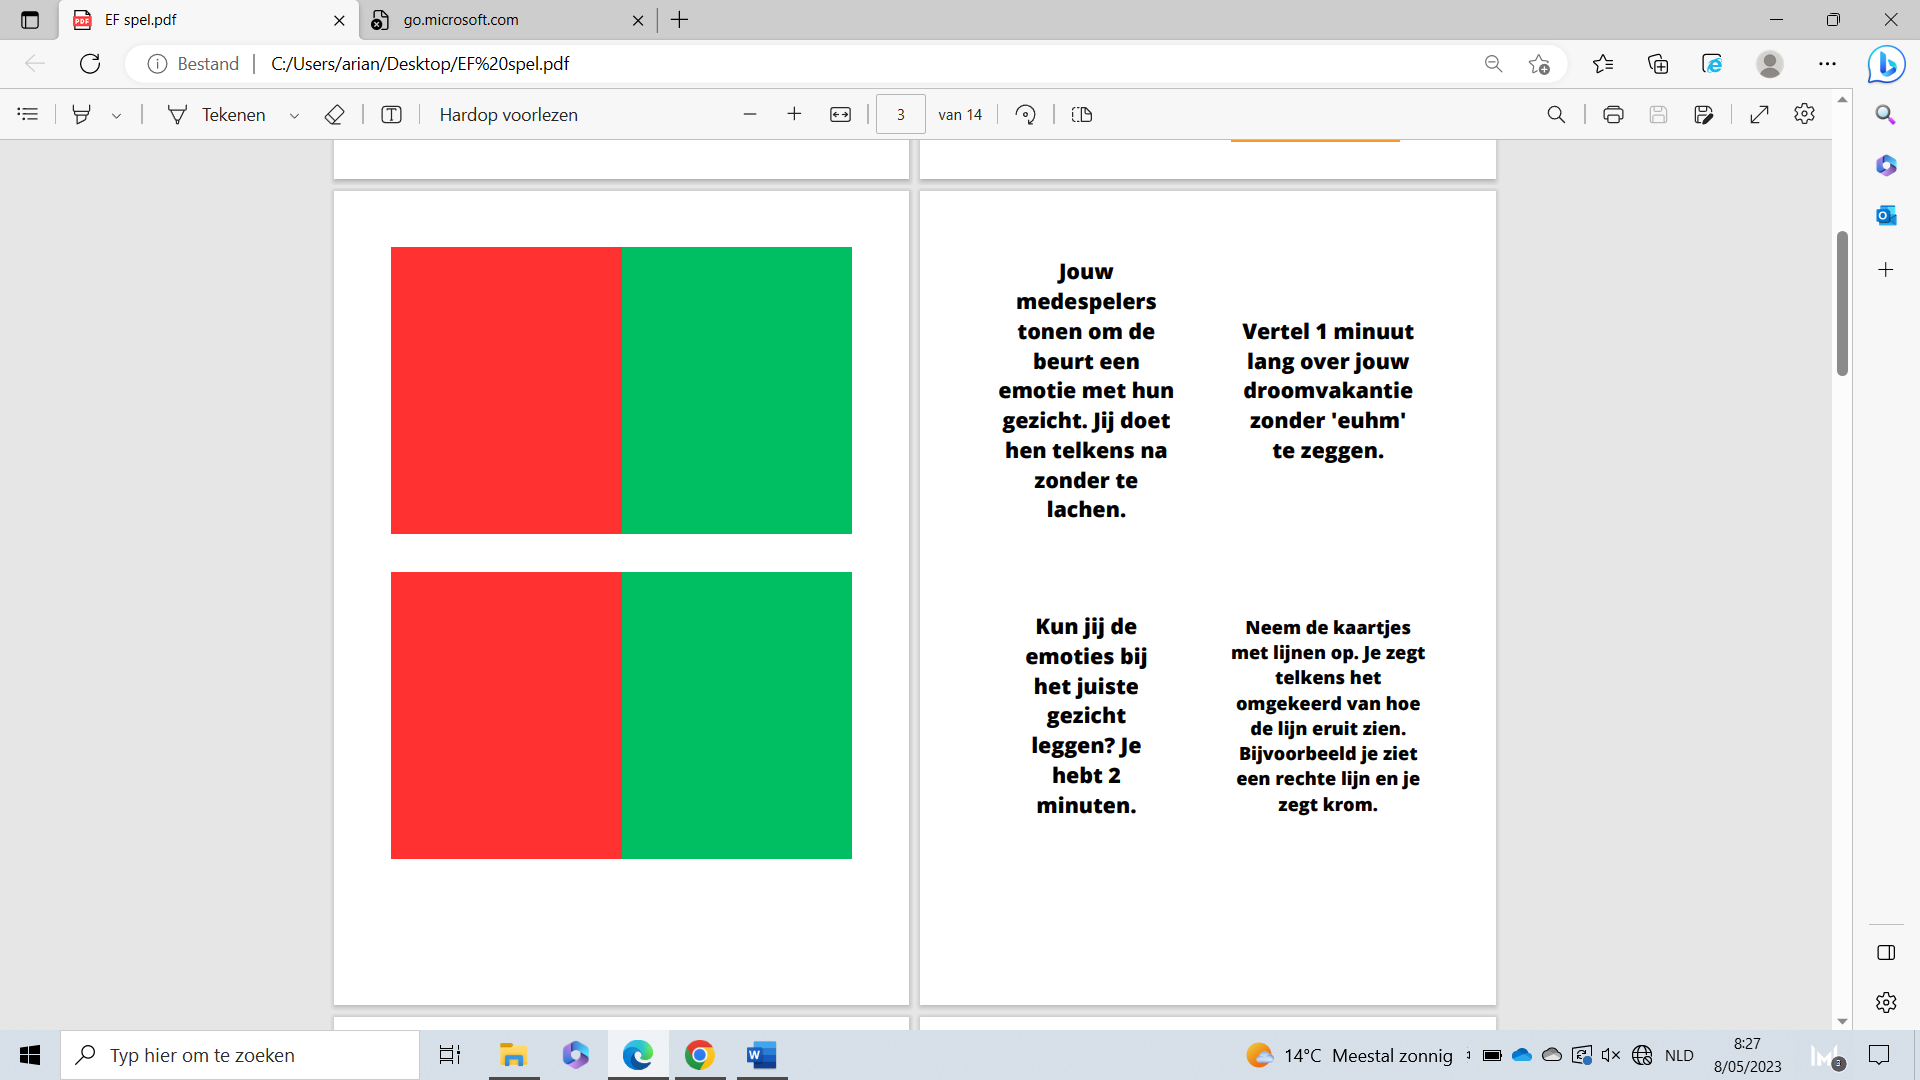 EF spel.pdf
go.microsoft.com
Bestand
C:/Users/arian/Desktop/EF%20spel.pdf
Tekenen
Hardop voorlezen
3
van 14
Jouw
medespelers
tonen om de
beurt een
emotie met hun
gezicht. Jij doet
hen telkens na
zonder te
lachen.
Vertel 1 minuut
lang over jouw
droomvakantie
zonder 'euhm'
te zeggen.
Kun jij de
emoties bij
het juiste
gezicht
leggen? Je
hebt 2
minuten.
Neem de kaartjes
met lijnen op. Je zegt
telkens het
omgekeerd van hoe
de lijn eruit zien.
Bijvoorbeeld je ziet
een rechte lijn en je
zegt krom.
Typ hier om te zoeken
14°C Meestal zonnig
NLD
8:27
8/05/2023
3